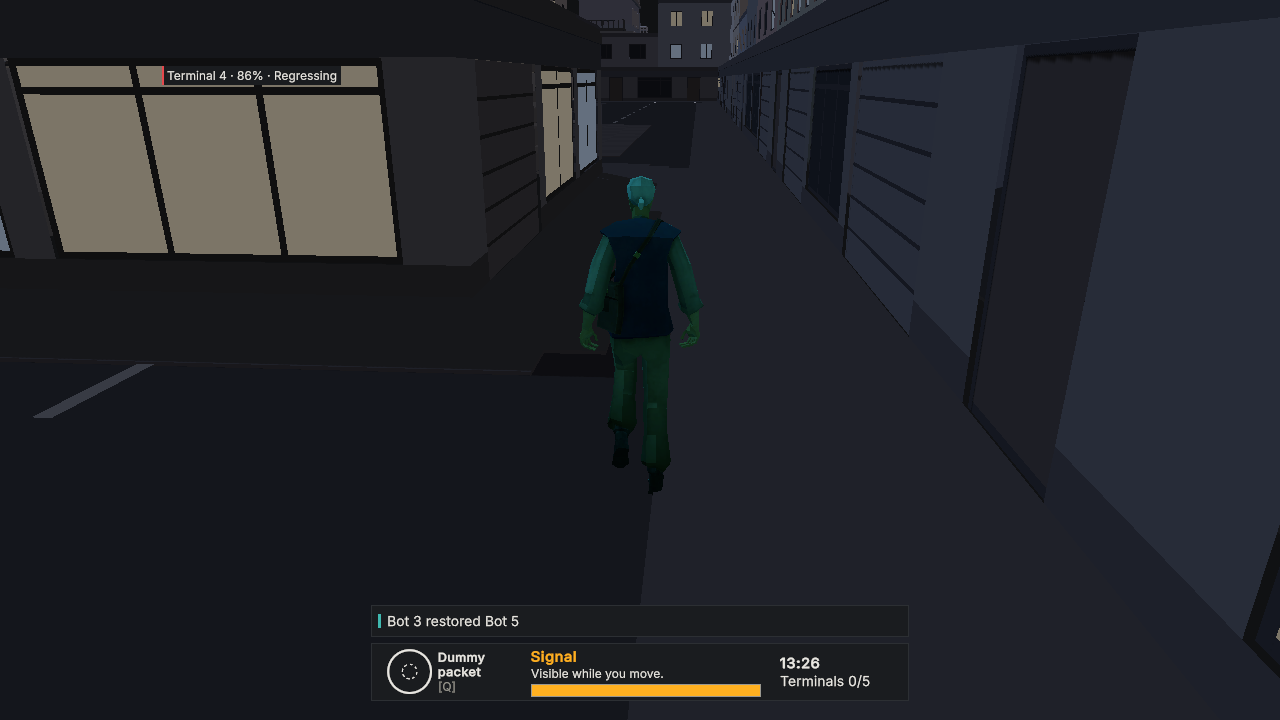 Terminal 4 · 86% · Regressing
Bot 3 restored Bot 5
Dummy packet
[Q]
Signal
Visible while you move.
13:26
Terminals 0/5